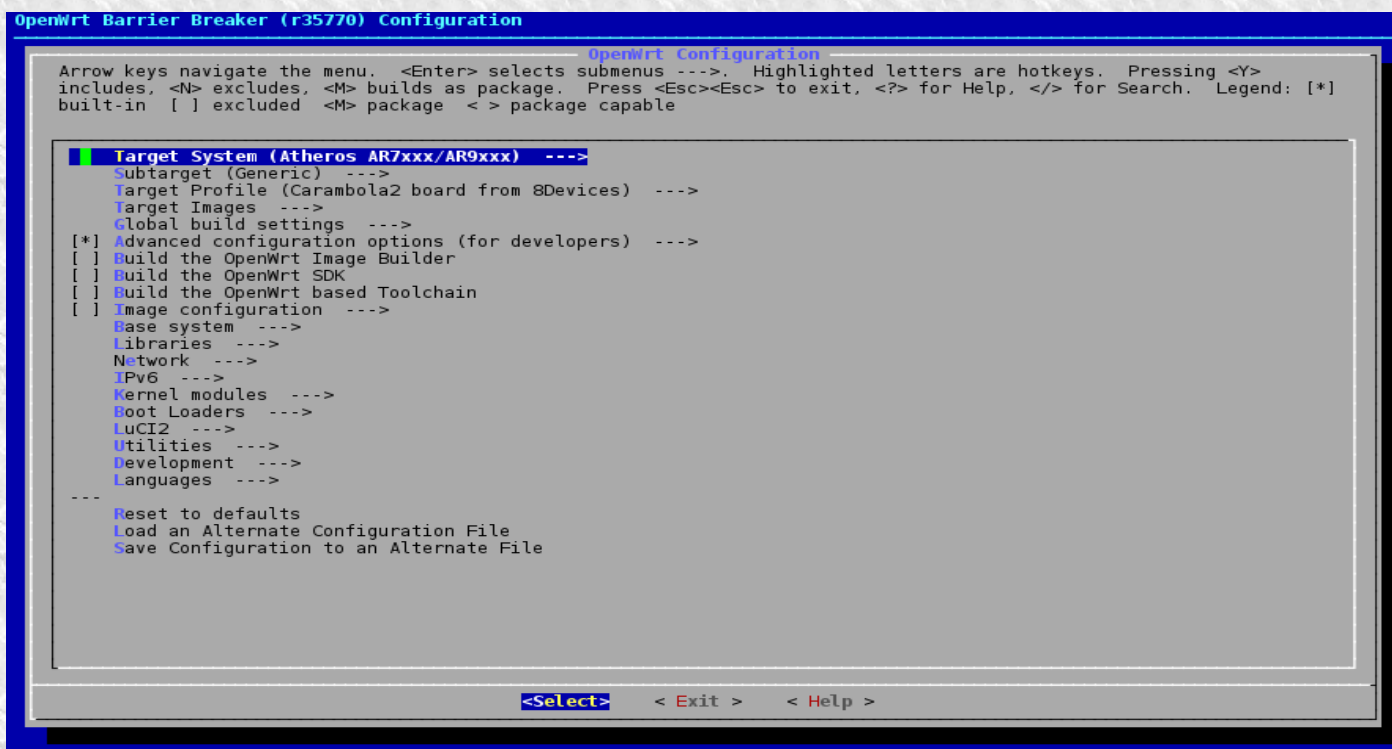 OpenWrt Barrier Breaker (r35770) Configuration
OpenWrt Configuration
Arrow keys navigate the menu.  <Enter> selects submenus --->.  Highlighted letters are hotkeys.  Pressing <Y>
includes, <N> excludes, <M> builds as package.  Press <Esc><Esc> to exit, <?> for Help, </> for Search.  Legend: [*]
built-in  [ ] excluded  <M> package  < > package capable
Target System (Atheros AR7xxx/AR9xxx)  --->
Subtarget (Generic)  --->
Target Profile (Carambola2 board from 8Devices)  --->
Target Images  --->
Global build settings  --->
[*] Advanced configuration options (for developers)  --->
[ ] Build the OpenWrt Image Builder
[ ] Build the OpenWrt SDK
[ ] Build the OpenWrt based Toolchain
[ ] Image configuration  --->
Base system  --->
Libraries  --->
Network  --->
IPv6  --->
Kernel modules  --->
Boot Loaders  --->
LuCI2  --->
Utilities  --->
Development  --->
Languages  --->
---
Reset to defaults
Load an Alternate Configuration File
Save Configuration to an Alternate File
<Select>    < Exit >    < Help >